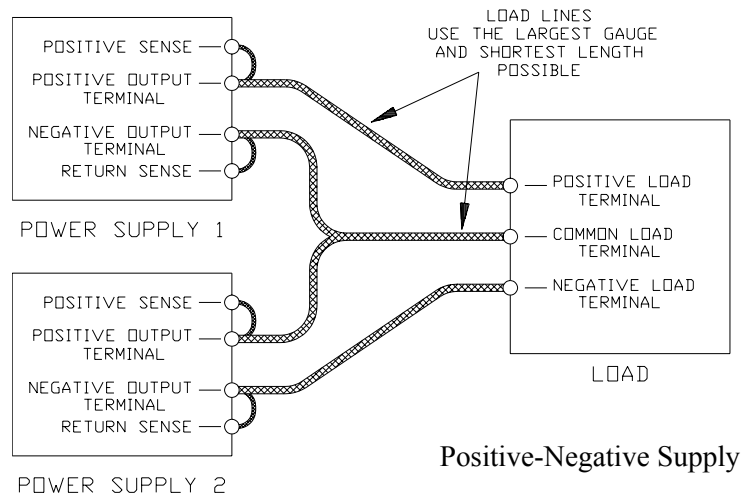 LOAD LINES
USE THE LARGEST GAUGE
AND SHORTEST LENGTH
POSSIBLE
POSITIVE SENSE
POSITIVE OUTPUT
TERMINAL
NEGATIVE OUTPUT
TERMINAL
RETURN SENSE
POWER SUPPLY 1
POSITIVE LOAD
TERMINAL
COMMON LOAD
TERMINAL
NEGATIVE LOAD
TERMINAL
LOAD
POSITIVE SENSE
POSITIVE OUTPUT
TERMINAL
NEGATIVE OUTPUT
TERMINAL
RETURN SENSE
POWER SUPPLY 2
Positive-Negative Supply